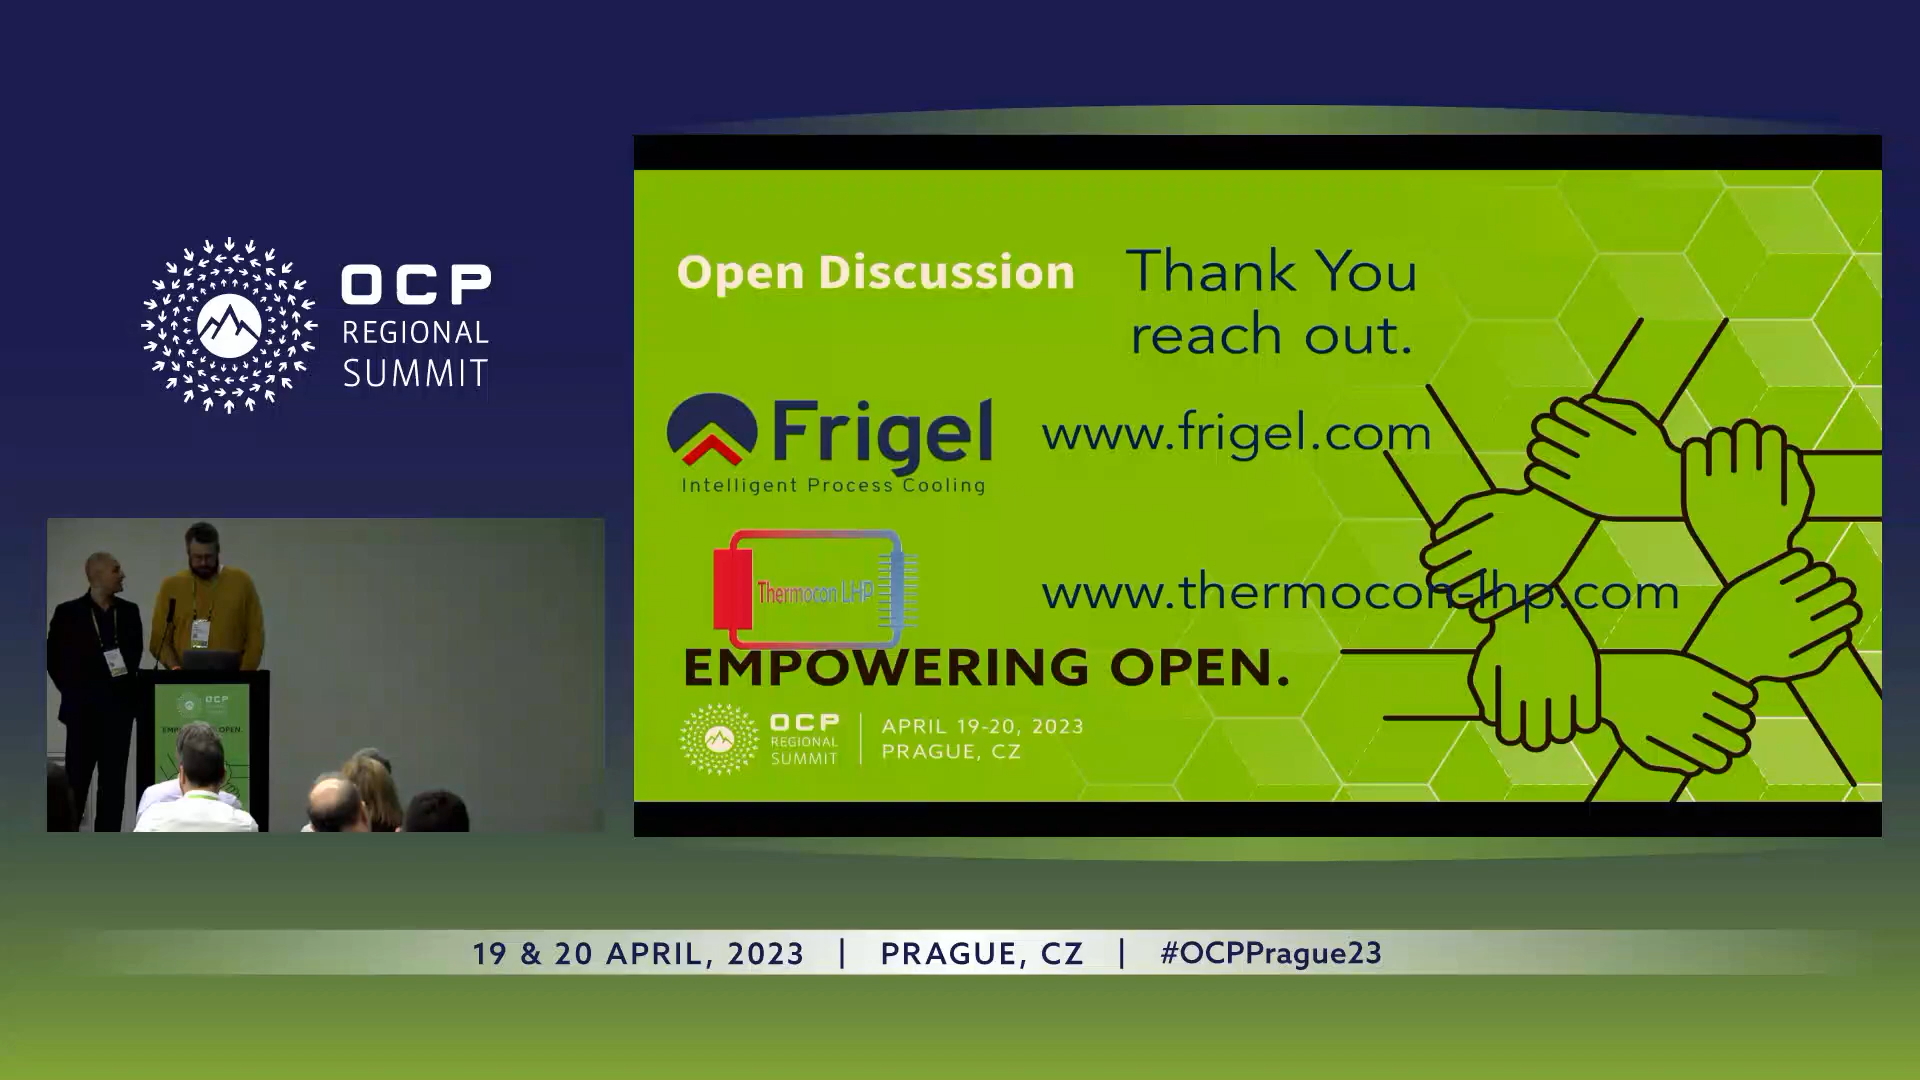 OCP
REGIONAL
SUMMIT
Open Discussion
Thank You
reach out.
Frigel
Intelligent Process Cooling
www.frigel.com
Thermocon LHP
www.thermocon-lhp.com
EMPOWERING OPEN.
OCP
REGIONAL
SUMMIT
APRIL 19-20, 2023
PRAGUE, CZ
OCP
19 & 20 APRIL, 2023 | PRAGUE, CZ | #OCPPrague23